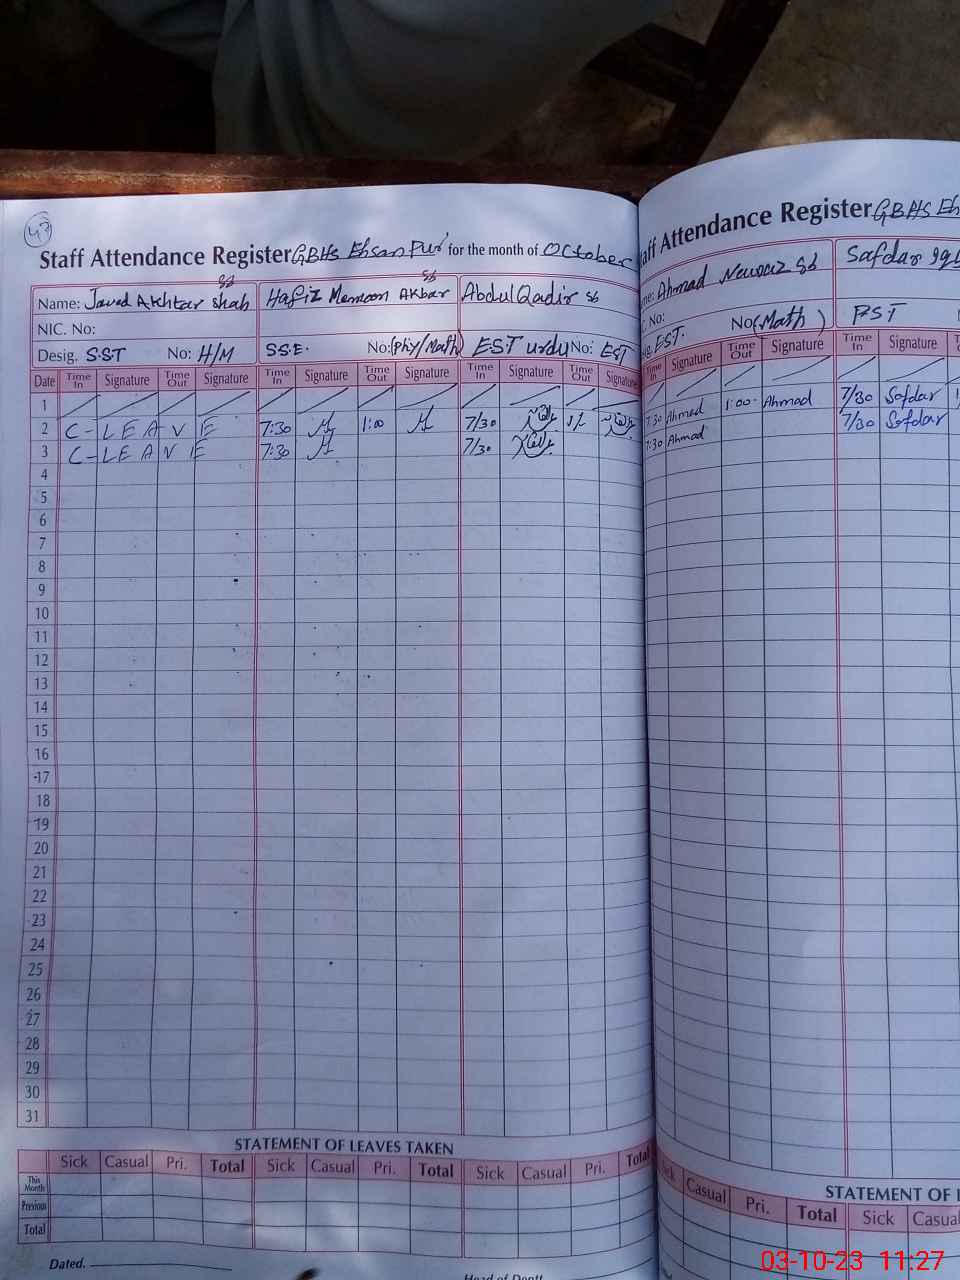 47
Staff Attendance Register GBHS Ehsan Pur for the month of October
Name: Javed Akhtar Shah sb Hafiz Memoon Akbar sb Abdul Qadir sb
NIC. No:
Desig. S.ST No: H/M S.S.E. No: (Phy/Math) EST urdu No: EST
Date Time In Signature Time Out Signature Time In Signature Time Out Signature Time In Signature Time Out Signature
1
2 C-LEAVE 7:30 1:00 7/30
3 C-LEAVE 7:30 7/30
4
5
6
7
8
9
10
11
12
13
14
15
16
17
18
19
20
21
22
23
24
25
26
27
28
29
30
31
STATEMENT OF LEAVES TAKEN
Sick Casual Pri. Total Sick Casual Pri. Total Sick Casual Pri. Total
This Month
Previous
Total
Dated.
Head of Deptt
Attendance Register GBHS
Ahmad Nawaz sb Safdar
No: (Math) PST
EST.
Time In Signature Time Out Signature Time In Signature
7:30 Ahmad 1:00 Ahmad 7/30 Safdar
7:30 Ahmad 7/30 Safdar
STATEMENT OF
Casual Pri. Total Sick Casual
03-10-23 11:27